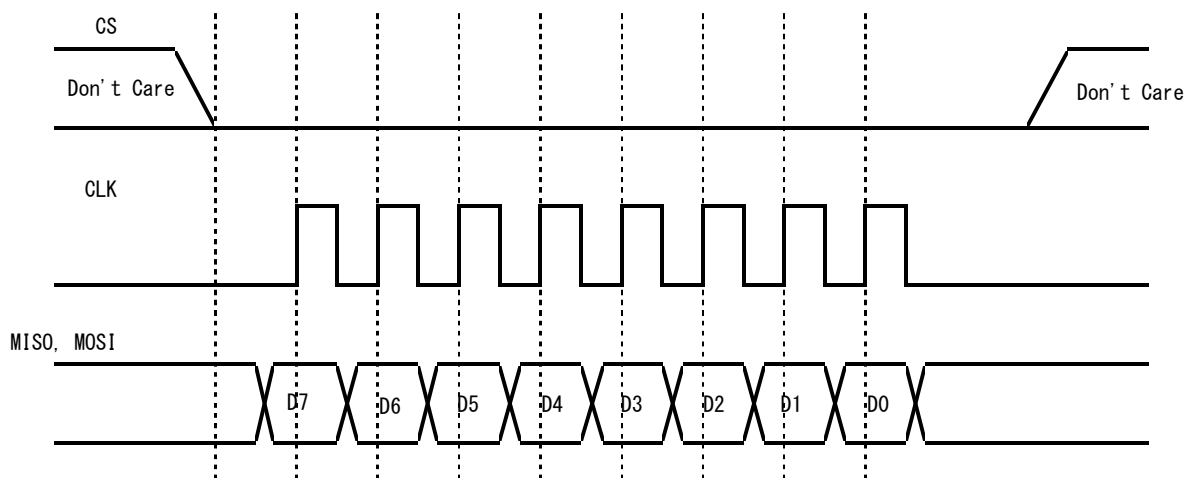 CS
Don't Care
Don't Care
CLK
MISO, MOSI
D7
D6
D5
D4
D3
D2
D1
D0